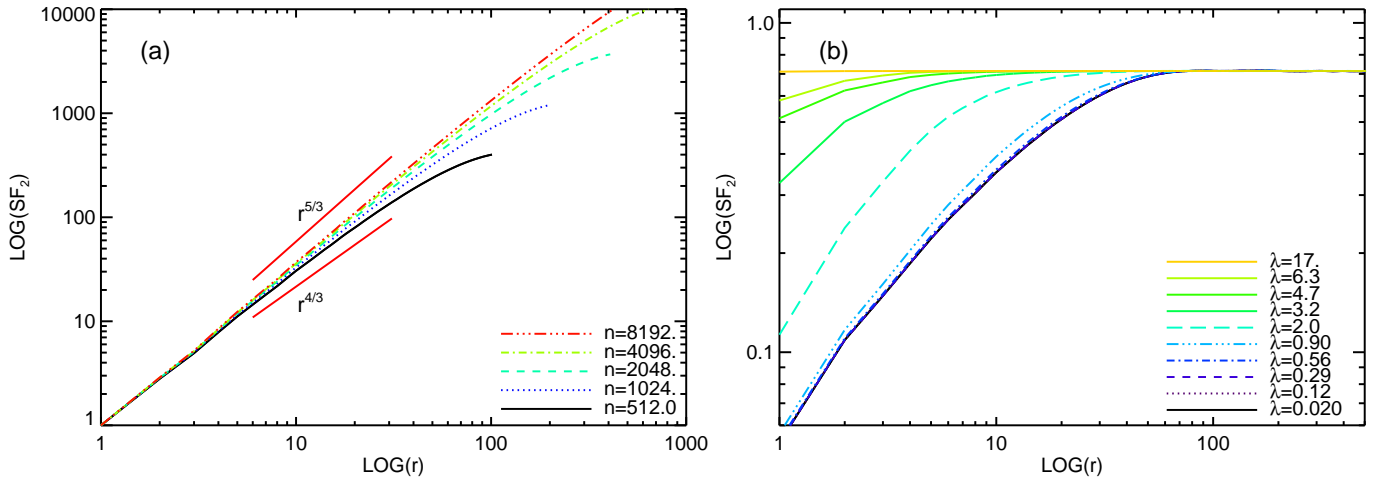 (a)
LOG(SF2)
10000
1000
100
10
1
r5/3
r4/3
n=8192.
n=4096.
n=2048.
n=1024.
n=512.0
1
10
100
1000
LOG(r)
(b)
LOG(SF2)
1.0
0.1
λ=17.
λ=6.3
λ=4.7
λ=3.2
λ=2.0
λ=0.90
λ=0.56
λ=0.29
λ=0.12
λ=0.020
1
10
100
LOG(r)